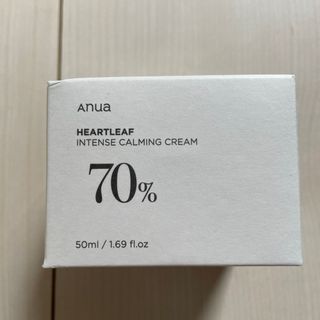 Anua
HEARTLEAF
INTENSE CALMING CREAM
70%
50ml / 1.69 fl.oz